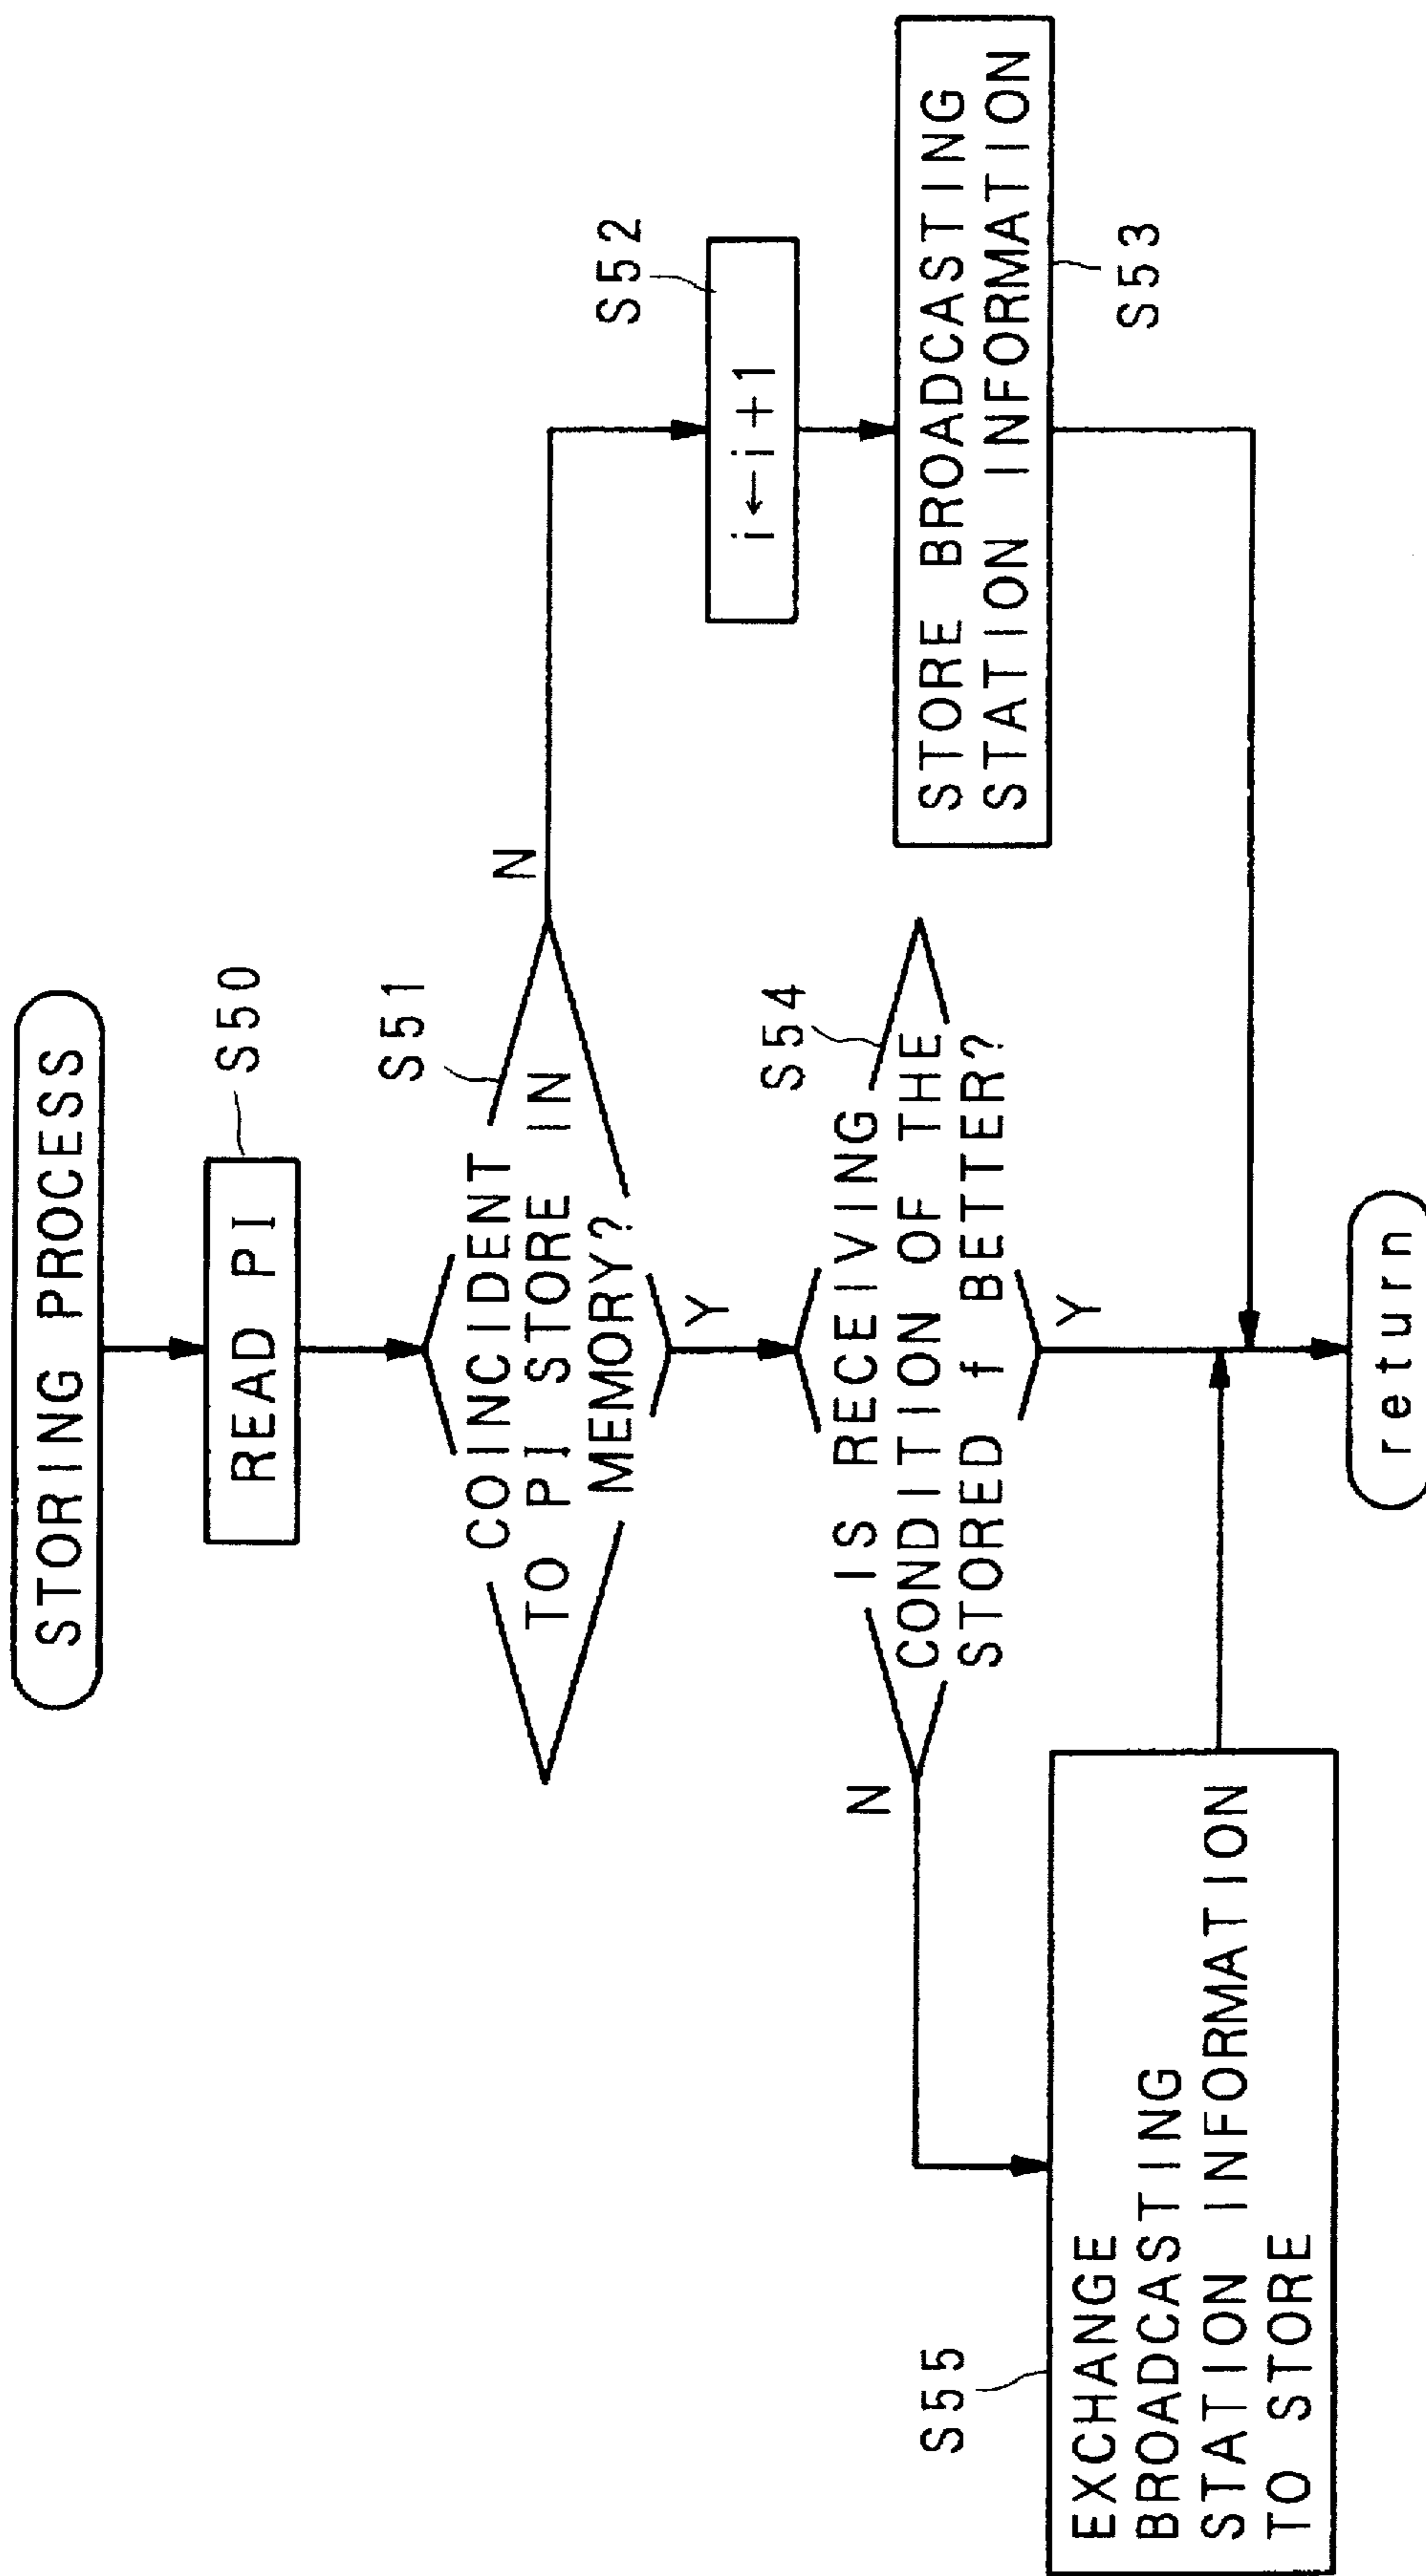 STORING PROCESS
S50
READ PI
S51
COINCIDENT
TO PI STORE IN
MEMORY?
N
Y
S52
i←i+1
S54
IS RECEIVING
CONDITION OF THE
STORED f BETTER?
N
Y
STORE BROADCASTING
STATION INFORMATION
S53
S55
EXCHANGE
BROADCASTING
STATION INFORMATION
TO STORE
return